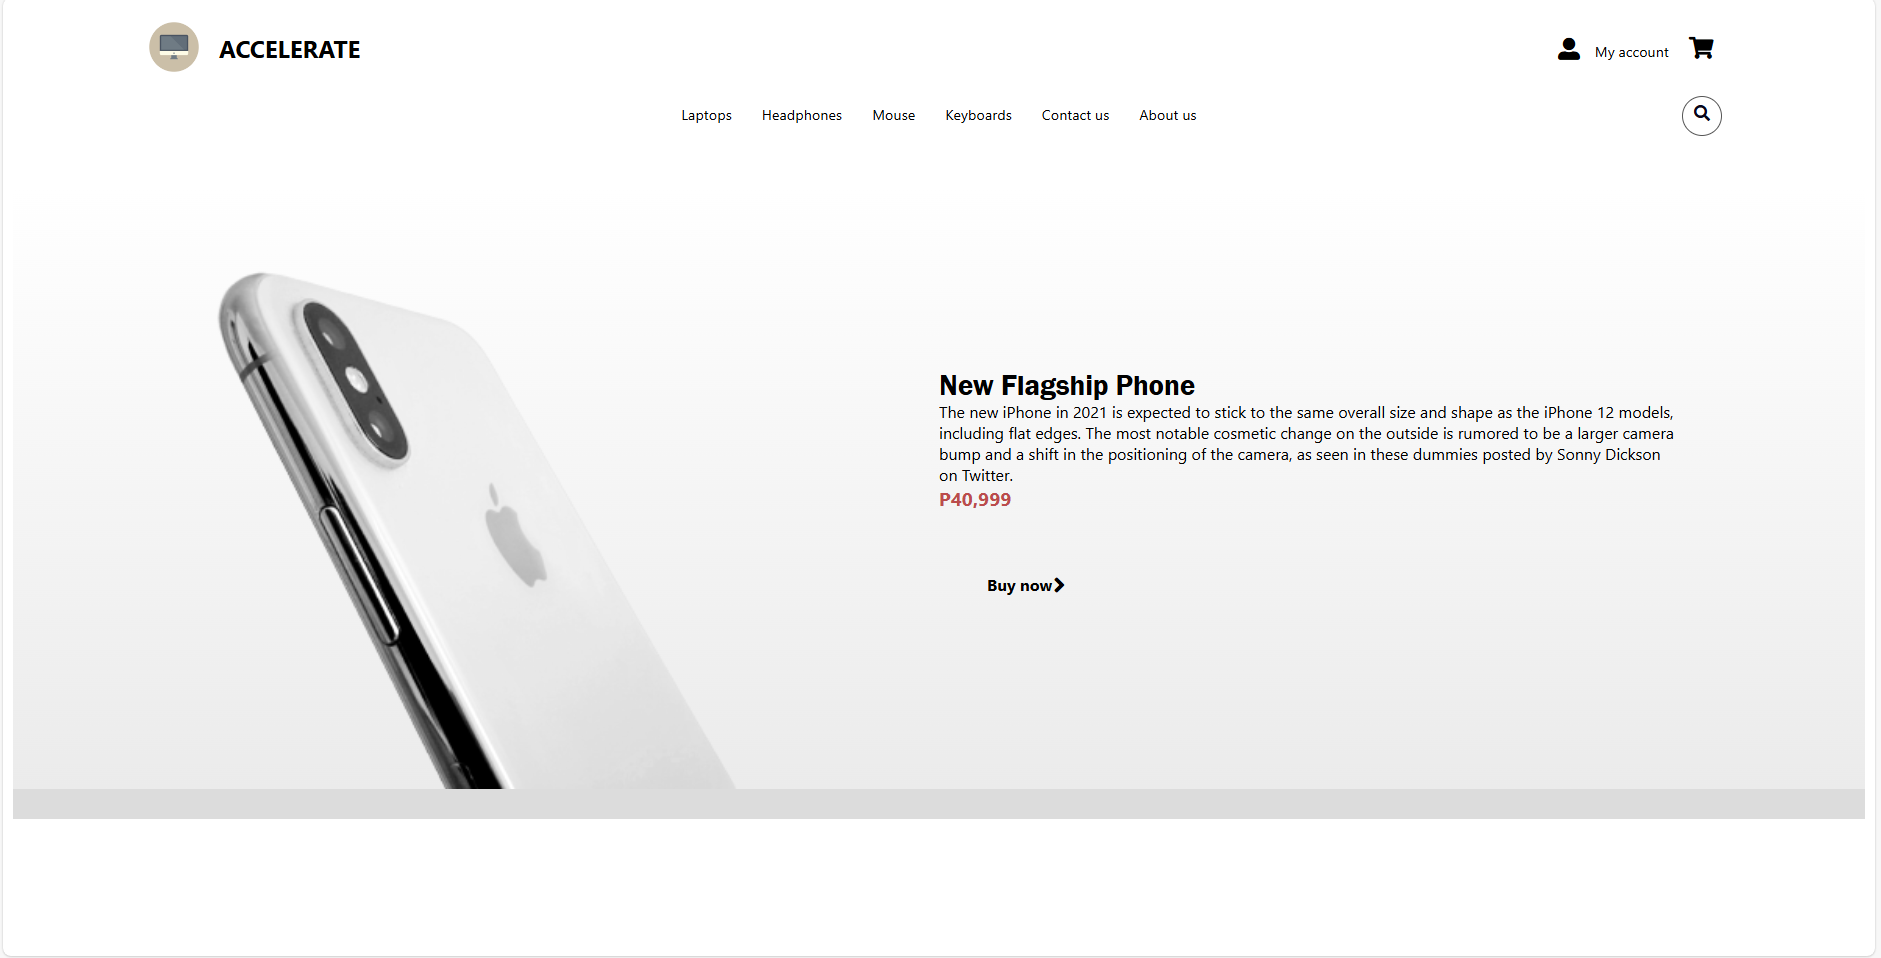 ACCELERATE
My account
Laptops Headphones Mouse Keyboards Contact us About us
New Flagship Phone
The new iPhone in 2021 is expected to stick to the same overall size and shape as the iPhone 12 models,
including flat edges. The most notable cosmetic change on the outside is rumored to be a larger camera
bump and a shift in the positioning of the camera, as seen in these dummies posted by Sonny Dickson
on Twitter.
P40,999
Buy now